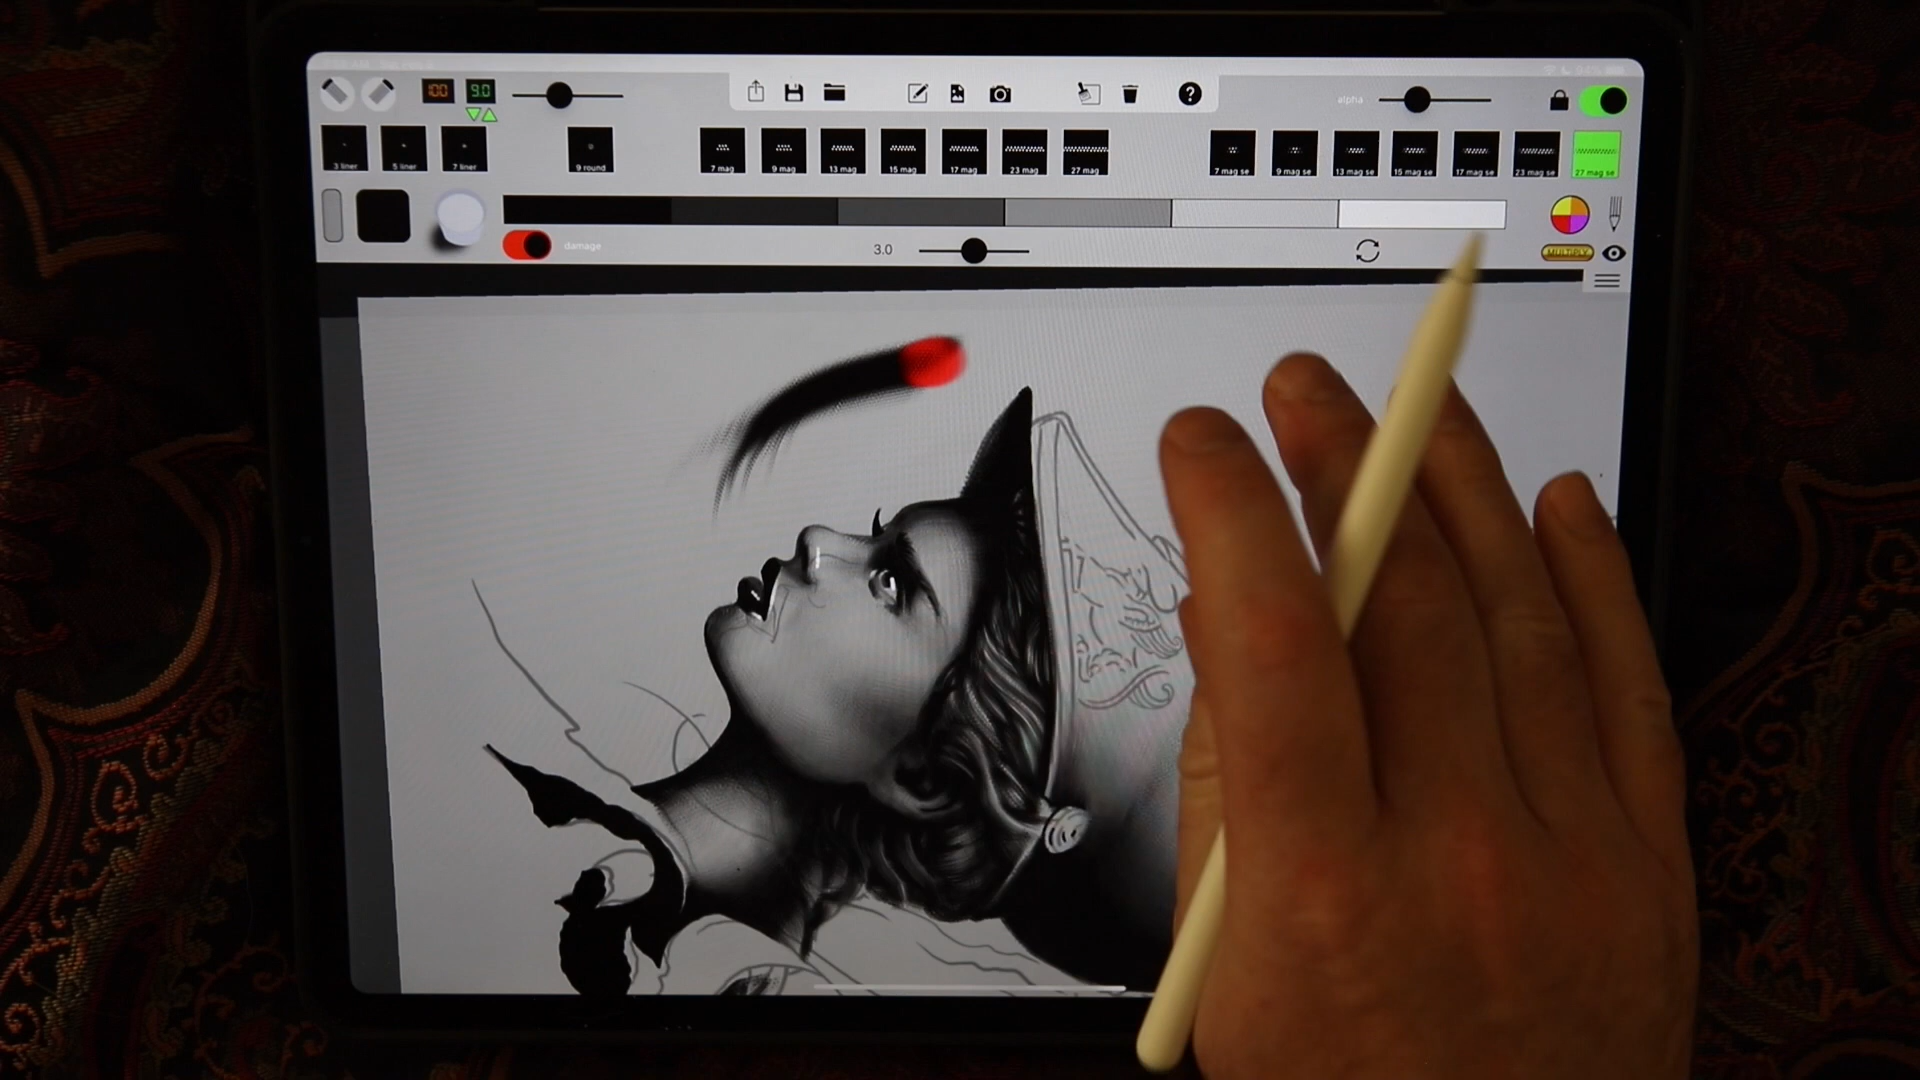 94%
100
9.0
alpha
3 liner
5 liner
7 liner
9 round
7 mag
9 mag
13 mag
15 mag
17 mag
23 mag
27 mag
7 mag se
9 mag se
13 mag se
15 mag se
17 mag se
23 mag se
27 mag se
damage
3.0
MULTIPLY